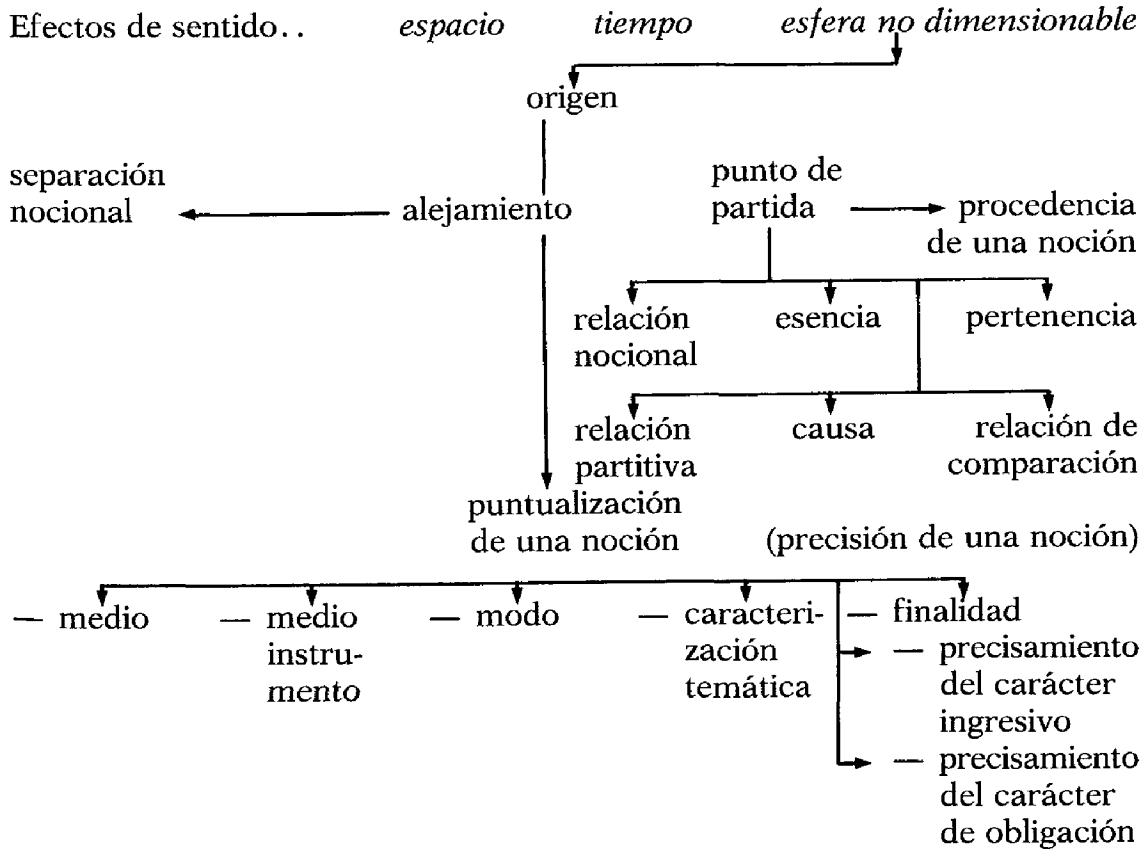 Efectos de sentido.. espacio tiempo esfera no dimensionable
origen
separación
nocional
alejamiento
punto de
partida
procedencia
de una noción
relación
nocional
esencia
pertenencia
relación
partitiva
causa
relación de
comparación
puntualización
de una noción
(precisión de una noción)
— medio
— medio
instru-
mento
— modo
— caracteri-
zación
temática
— finalidad
— precisamiento
del carácter
ingresivo
— precisamiento
del carácter
de obligación